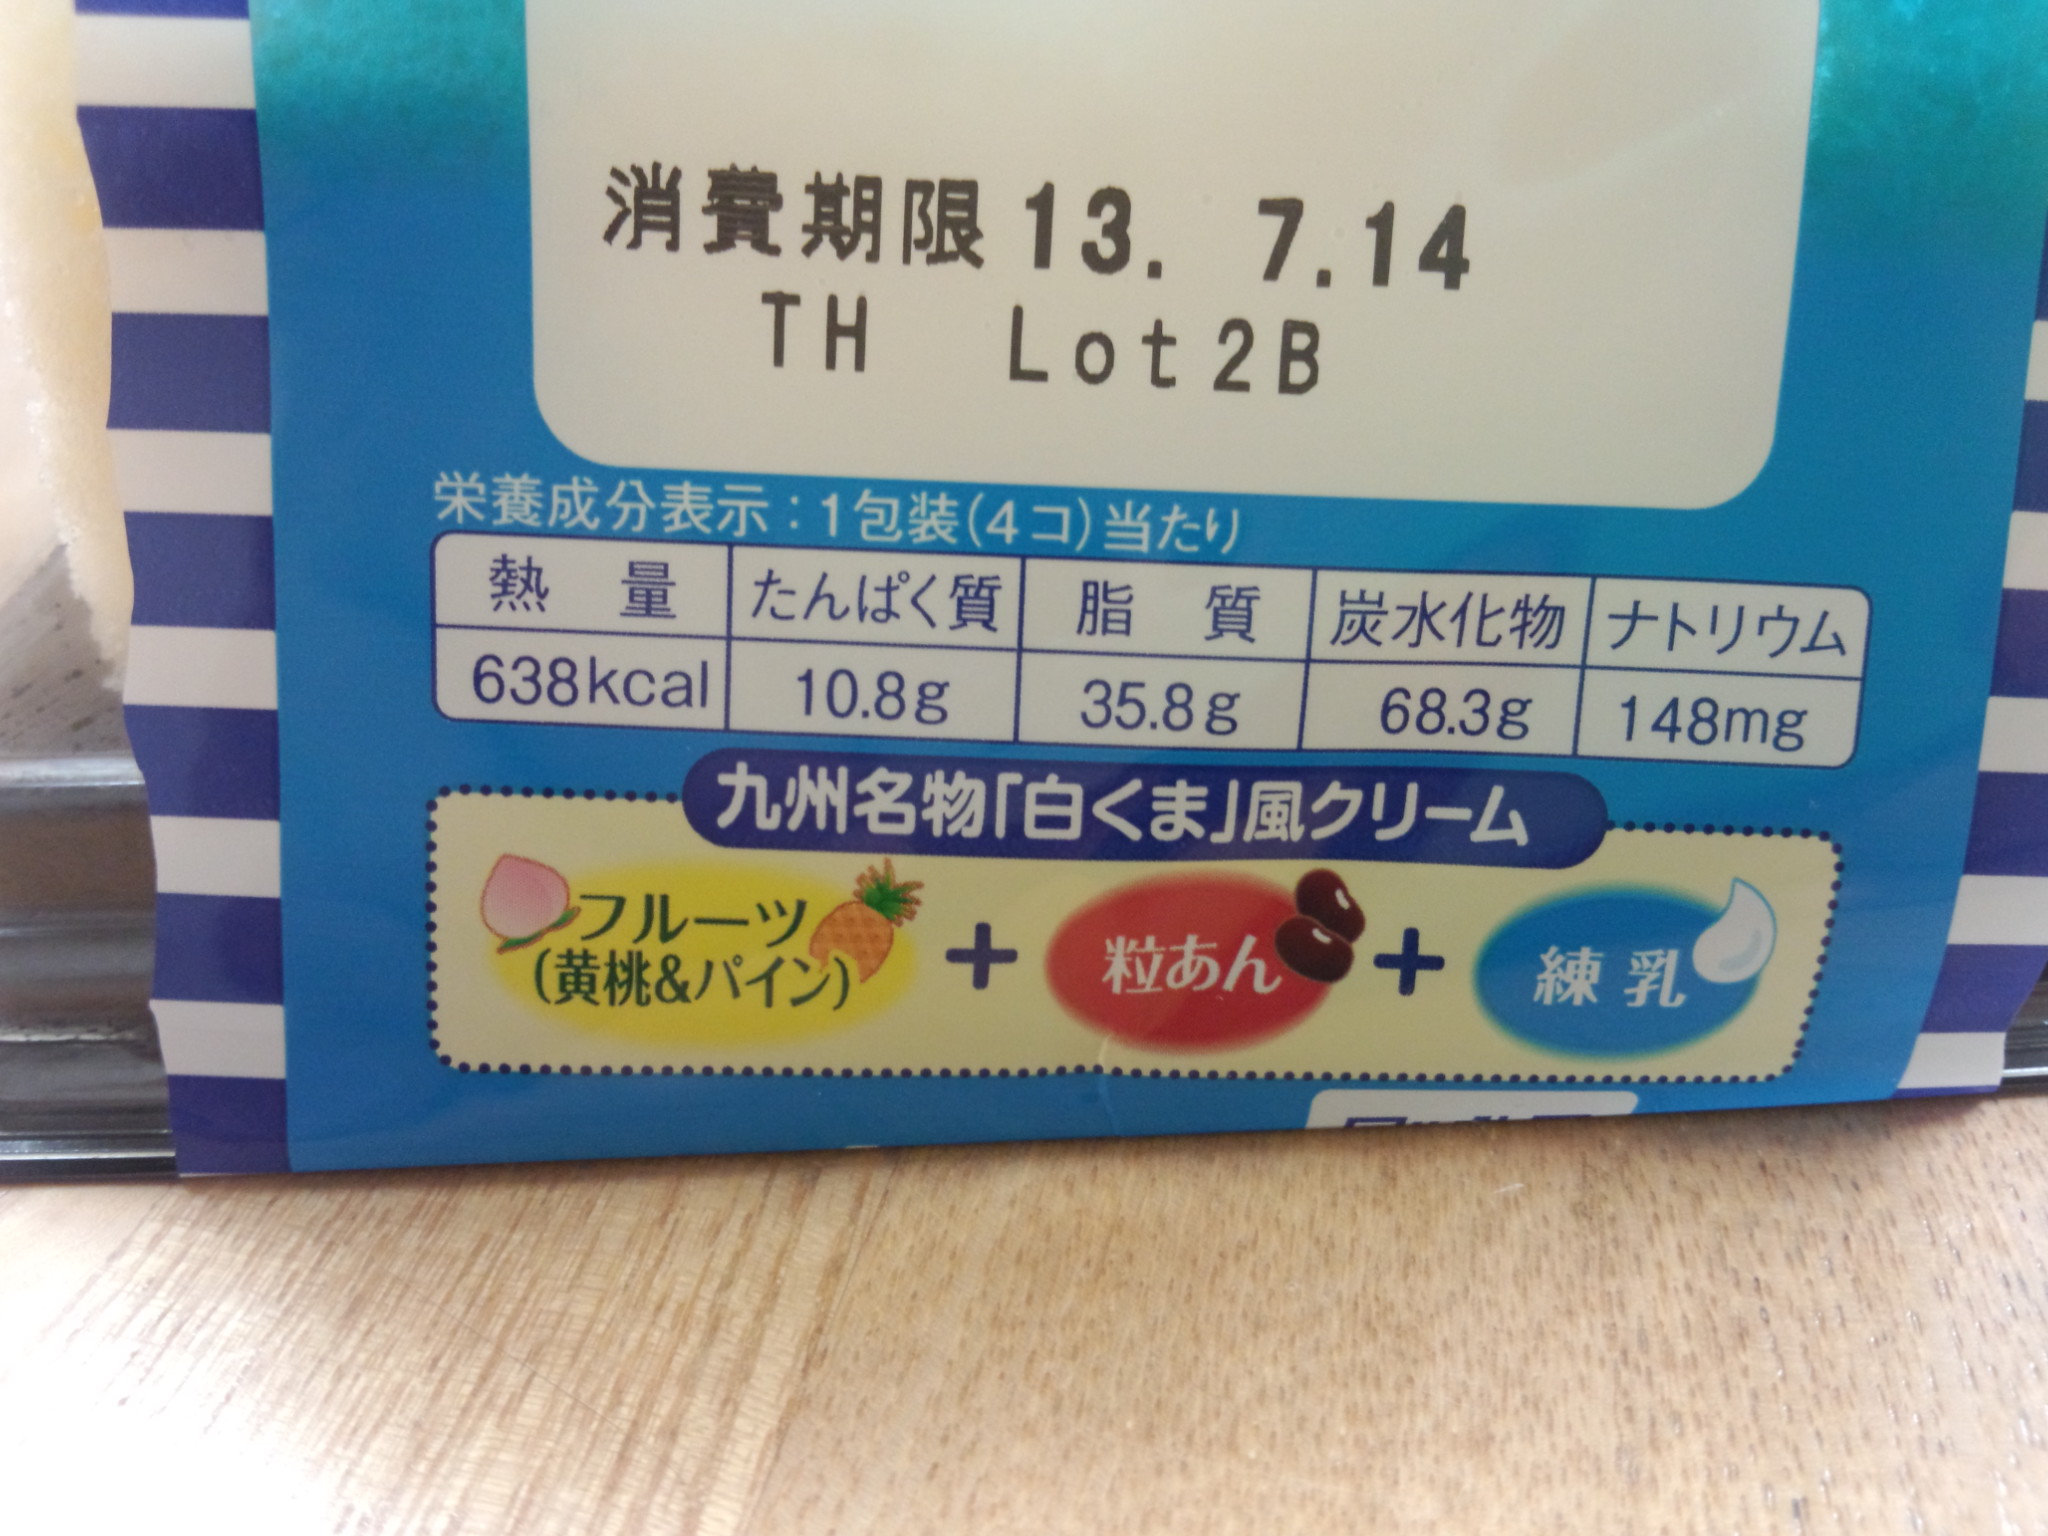 消費期限 13. 7.14
TH Lot2B
栄養成分表示：1包装(4コ)当たり
熱 量 たんぱく質 脂 質 炭水化物 ナトリウム
638kcal 10.8g 35.8g 68.3g 148mg
九州名物「白くま」風クリーム
フルーツ + 粒あん + 練乳
(黄桃&パイン)